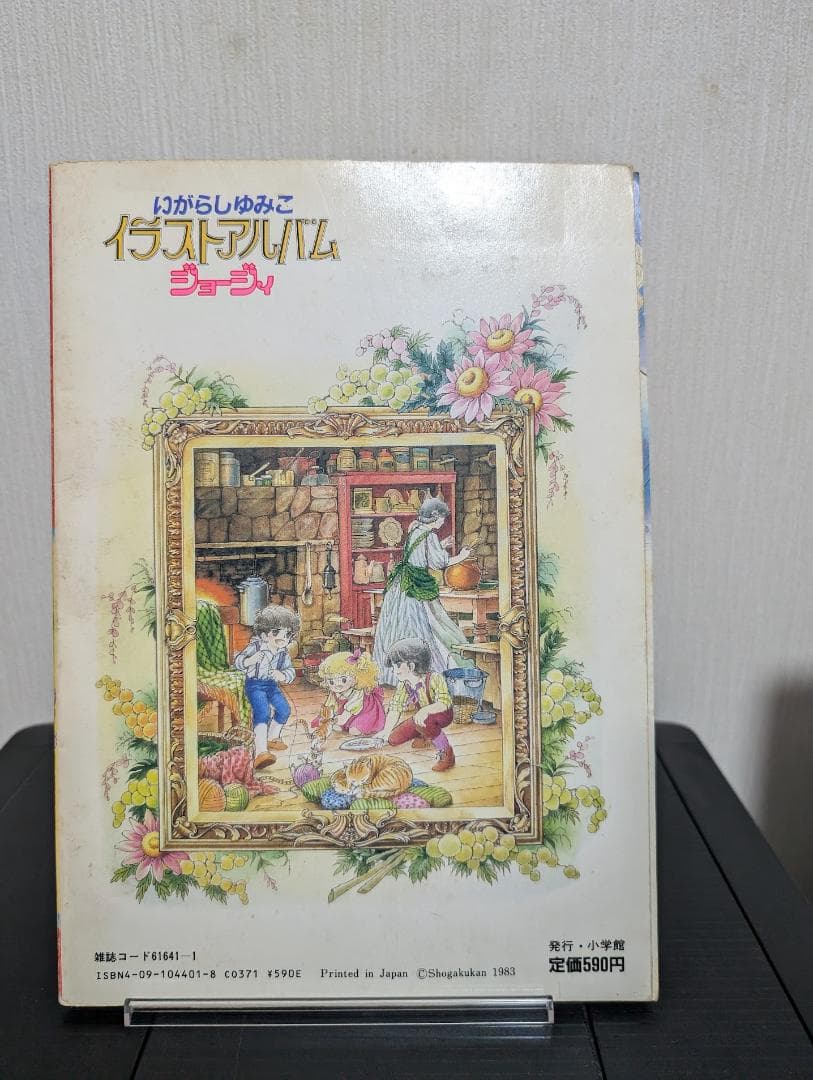 いがらしゆみこ
イラストアルバム
ジョージィ
雑誌コード61641—1
ISBN4-09-104401-8 C0371 ¥590E Printed in Japan ©Shogakukan 1983
発行・小学館
定価590円